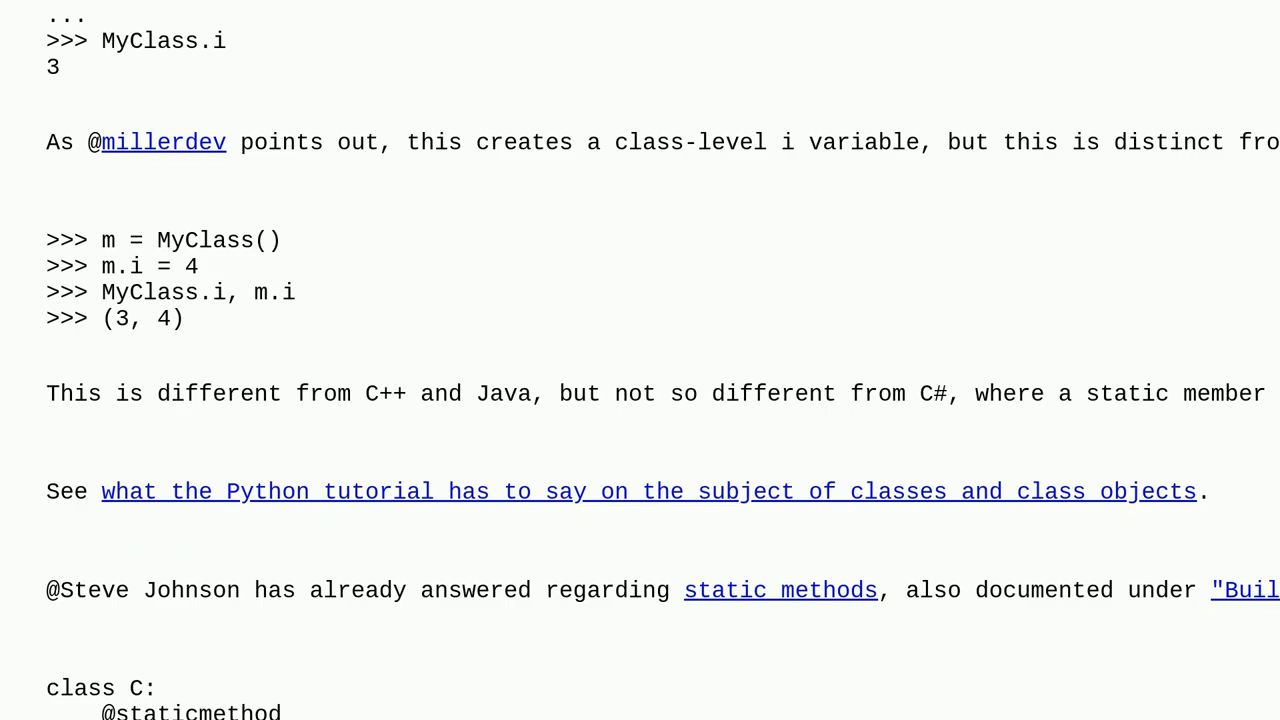 ...
>>> MyClass.i
3
As @millerdev points out, this creates a class-level i variable, but this is distinct fro
>>> m = MyClass()
>>> m.i = 4
>>> MyClass.i, m.i
>>> (3, 4)
This is different from C++ and Java, but not so different from C#, where a static member
See what the Python tutorial has to say on the subject of classes and class objects.
@Steve Johnson has already answered regarding static methods, also documented under "Buil
class C:
    @staticmethod